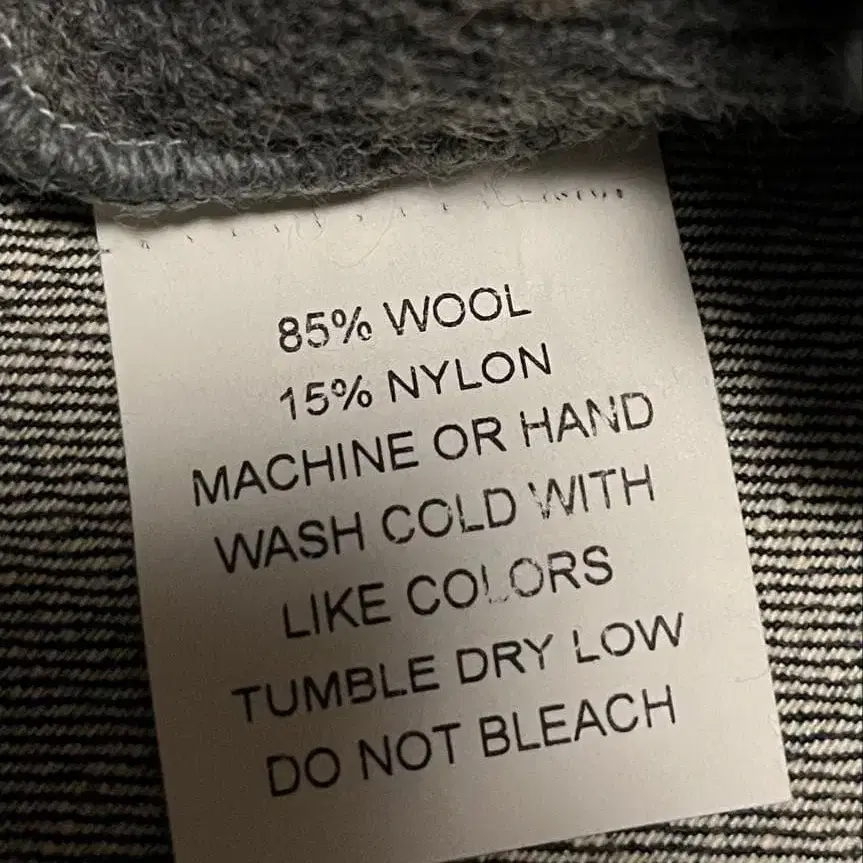 85% WOOL
15% NYLON
MACHINE OR HAND
WASH COLD WITH
LIKE COLORS
TUMBLE DRY LOW
DO NOT BLEACH